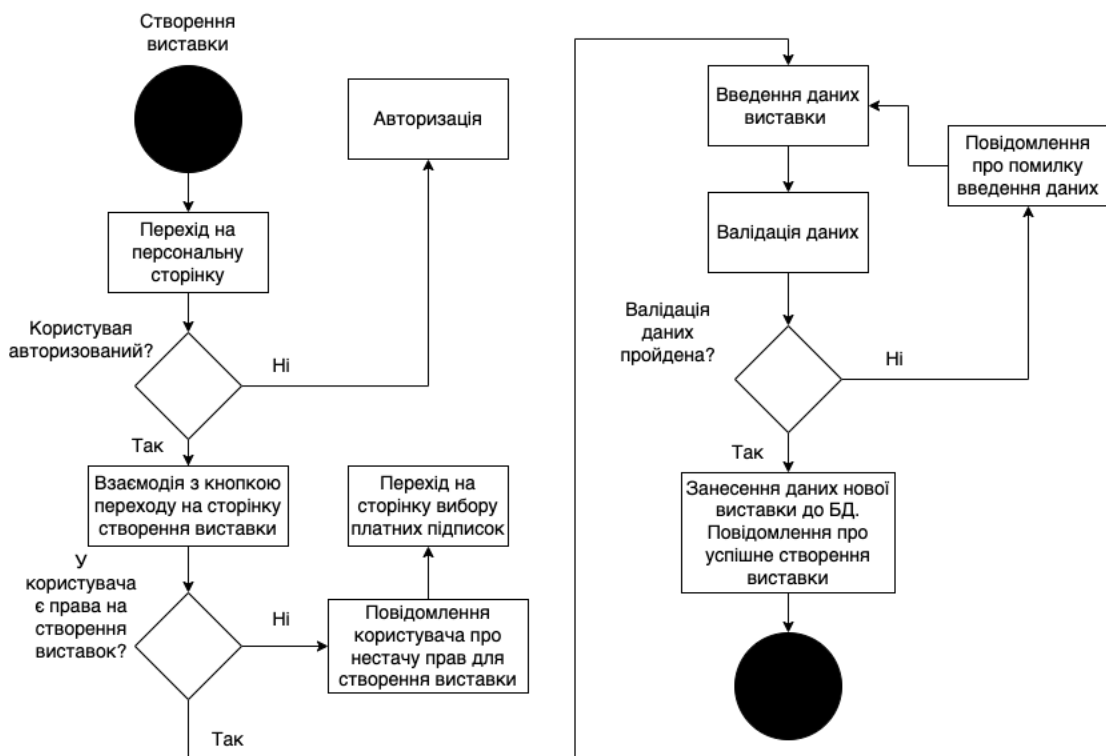 Створення
виставки
Авторизація
Перехід на
персональну
сторінку
Користувая
авторизований?
Ні
Так
Взаємодія з кнопкою
переходу на сторінку
створення виставки
Перехід на
сторінку вибору
платних підписок
У
користувача
є права на
створення
виставок?
Ні
Повідомлення
користувача про
нестачу прав для
створення виставки
Так
Введення даних
виставки
Повідомлення
про помилку
введення даних
Валідація даних
Валідація
даних
пройдена?
Ні
Так
Занесення даних нової
виставки до БД.
Повідомлення про
успішне створення
виставки